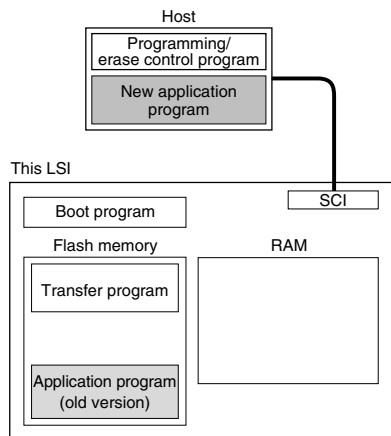 Host
Programming/
erase control program
New application
program
This LSI
SCI
Boot program
Flash memory
RAM
Transfer program
Application program
(old version)